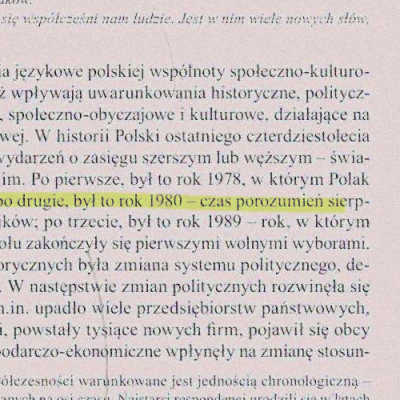 się współcześni nam ludzie. Jest w nim wiele nowych słów,
językowe polskiej wspólnoty społeczno-kulturo-
wpływają uwarunkowania historyczne, politycz-
społeczno-obyczajowe i kulturowe, działające na
wej. W historii Polski ostatniego czterdziestolecia
wydarzeń o zasięgu szerszym lub węższym – świa-
im. Po pierwsze, był to rok 1978, w którym Polak
po drugie, był to rok 1980 – czas porozumień sierp-
ików; po trzecie, był to rok 1989 – rok, w którym
ołu zakończyły się pierwszymi wolnymi wyborami.
orycznych była zmiana systemu politycznego, de-
W następstwie zmian politycznych rozwinęła się
m.in. upadło wiele przedsiębiorstw państwowych,
i, powstały tysiące nowych firm, pojawił się obcy
podarczo-ekonomiczne wpłynęły na zmianę stosun-
ółczesności warunkowane jest jednością chronologiczną –